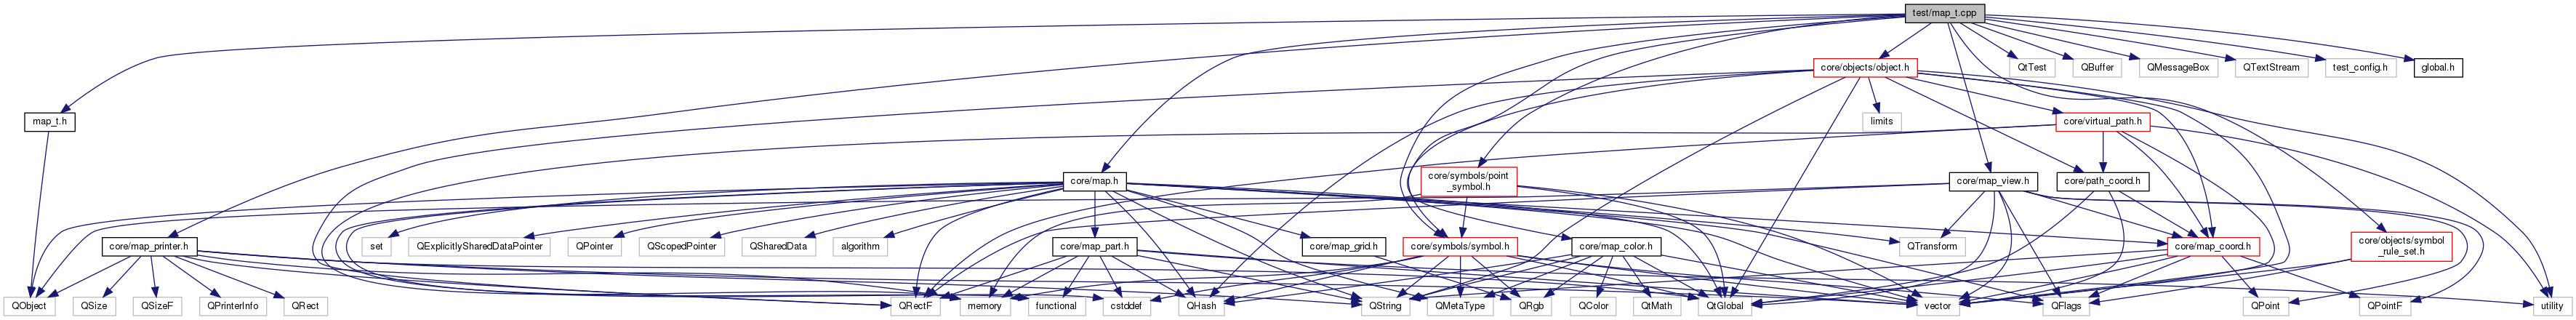 test/map_t.cpp
core/objects/object.h
QtTest
QBuffer
QMessageBox
QTextStream
test_config.h
global.h
map_t.h
limits
core/virtual_path.h
core/map.h
core/symbols/point
_symbol.h
core/map_view.h
core/path_coord.h
core/map_printer.h
set
QExplicitlySharedDataPointer
QPointer
QScopedPointer
QSharedData
algorithm
core/map_part.h
core/map_grid.h
core/symbols/symbol.h
core/map_color.h
QTransform
core/map_coord.h
core/objects/symbol
_rule_set.h
QObject
QSize
QSizeF
QPrinterInfo
QRect
QRectF
memory
functional
cstddef
QHash
QString
QMetaType
QRgb
QColor
QtMath
QtGlobal
vector
QFlags
QPoint
QPointF
utility